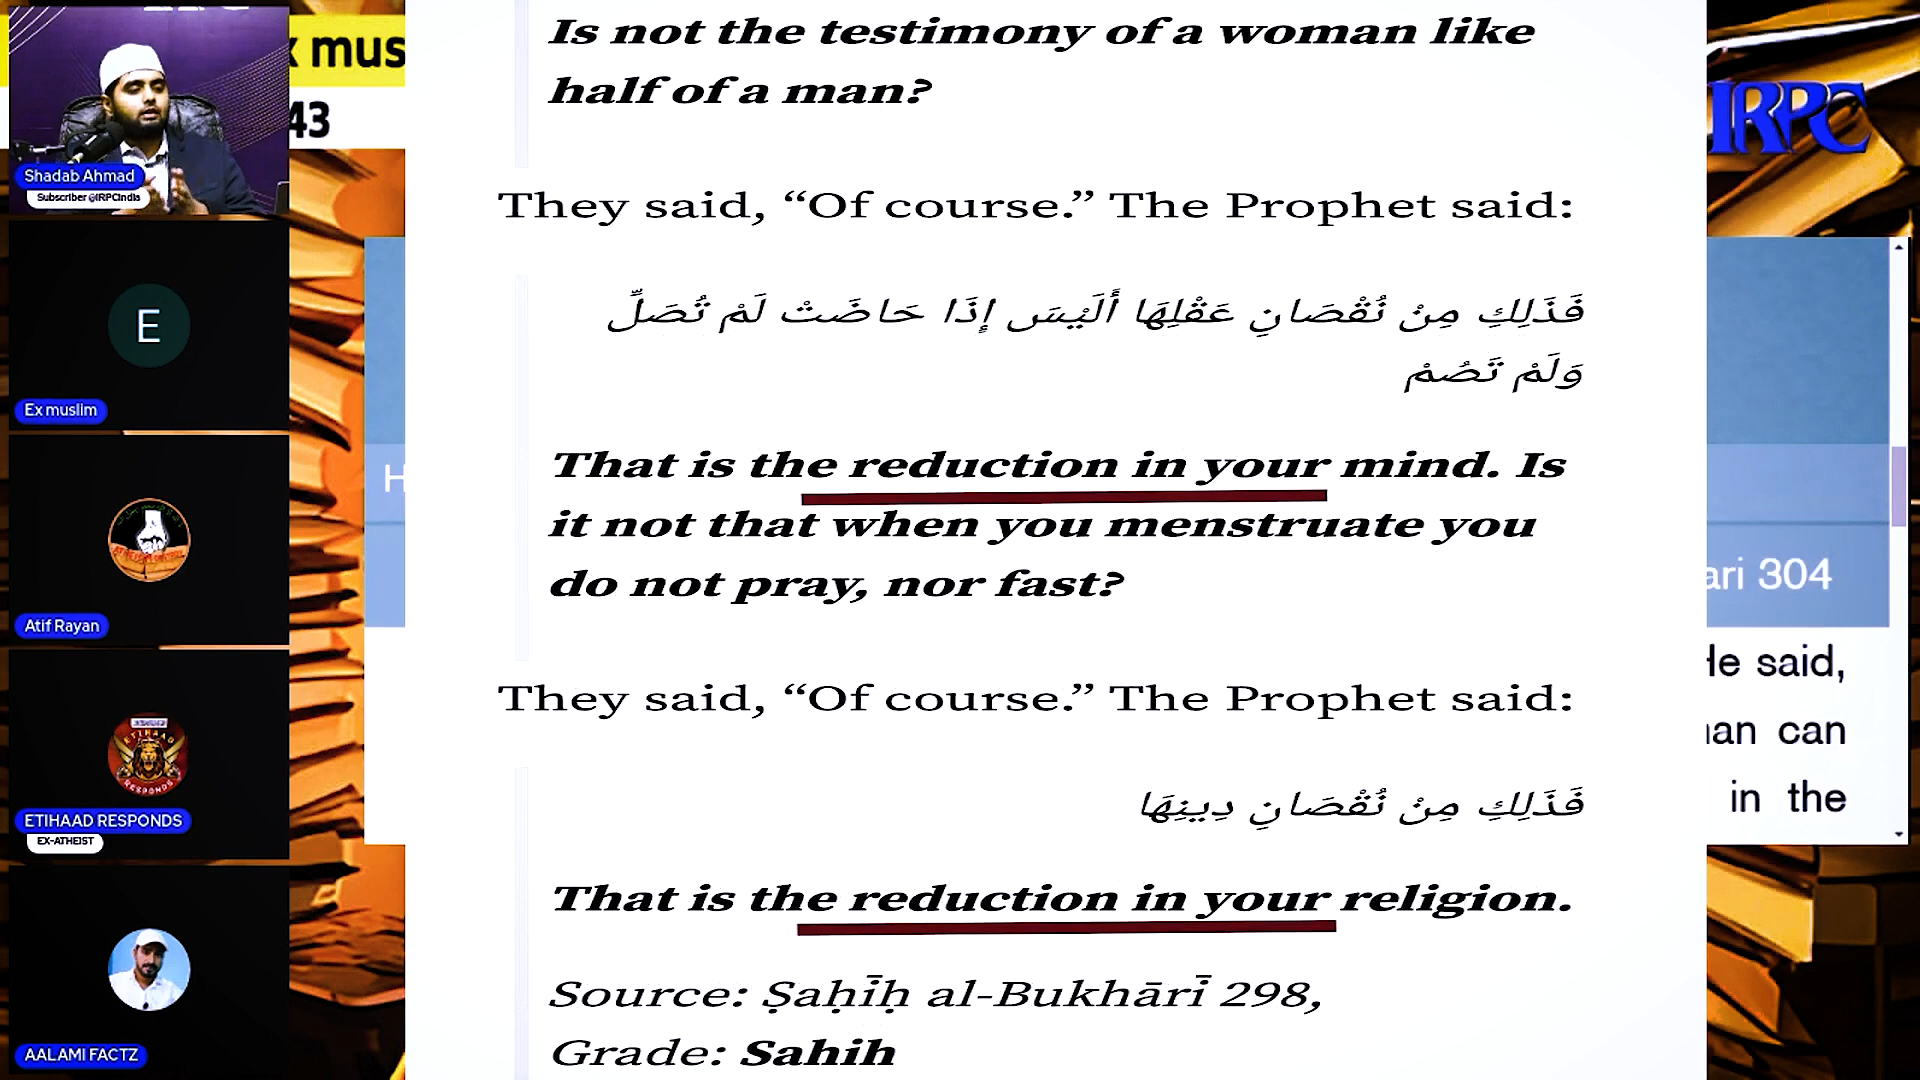 x mus
43
Shadab Ahmad
Subscriber @IRPCIndia
E
Ex muslim
Atif Rayan
ETIHAAD
RESPONDS
ETIHAAD RESPONDS
EX-ATHEIST
AALAMI FACTZ
Is not the testimony of a woman like
half of a man?
They said, “Of course.” The Prophet said:
فَذَلِكِ مِنْ نُقْصَانِ عَقْلِهَا أَلَيْسَ إِذَا حَاضَتْ لَمْ تُصَلِّ
وَلَمْ تَصُمْ
That is the reduction in your mind. Is
it not that when you menstruate you
do not pray, nor fast?
They said, “Of course.” The Prophet said:
فَذَلِكِ مِنْ نُقْصَانِ دِينِهَا
That is the reduction in your religion.
Source: Ṣaḥīḥ al-Bukhārī 298,
Grade: Sahih
IRPC
H
ari 304
He said,
an can
in the